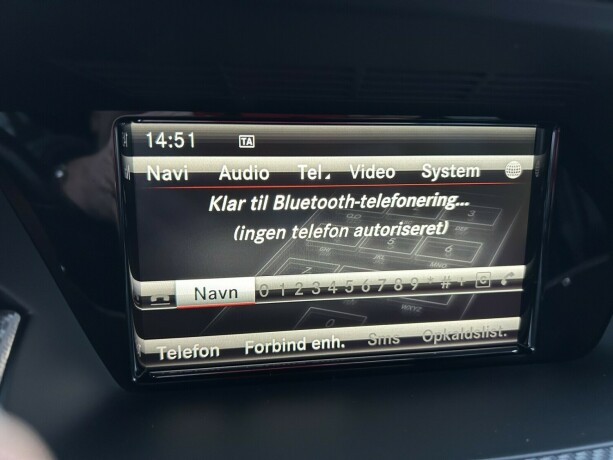 14:51 TA
Navi Audio Tel Video System
Klar til Bluetooth-telefonering...
(ingen telefon autoriseret)
Navn 0 1 2 3 4 5 6 7 8 9 * # + C
Telefon Forbind enh. Sms Opkaldslist.